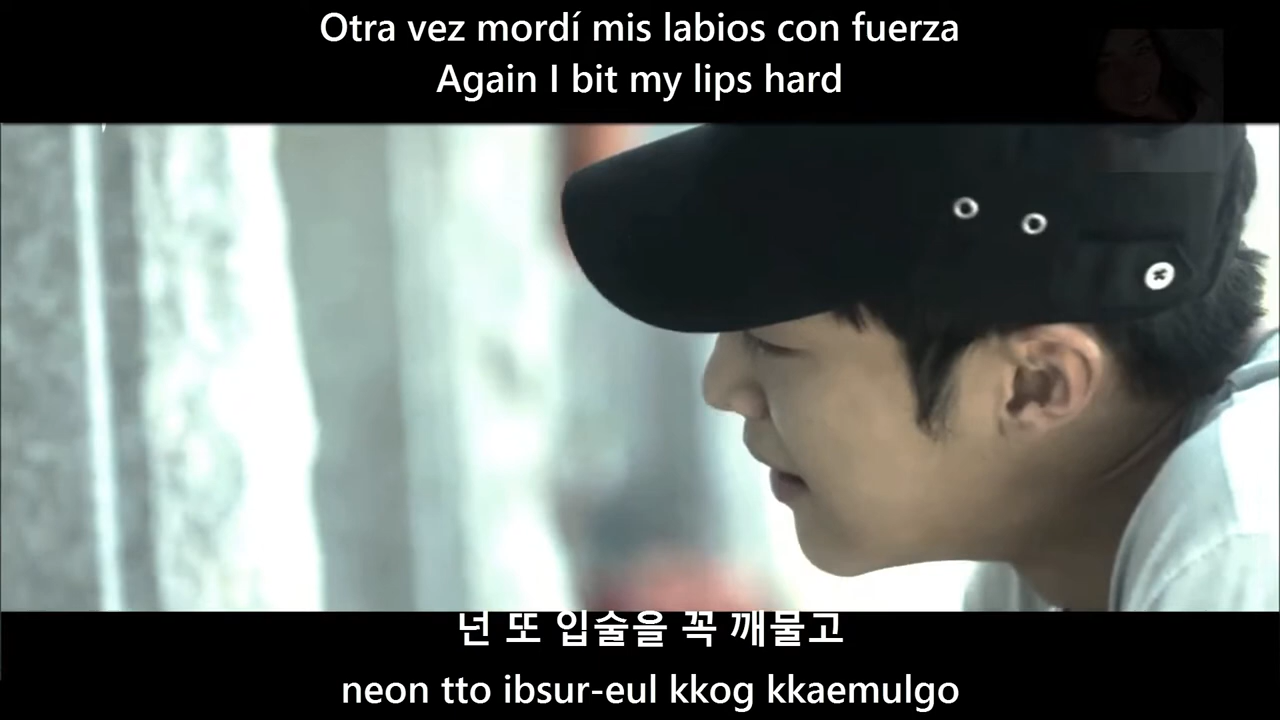 Otra vez mordí mis labios con fuerza
Again I bit my lips hard
넌 또 입술을 꼭 깨물고
neon tto ibsur-eul kkog kkaemulgo